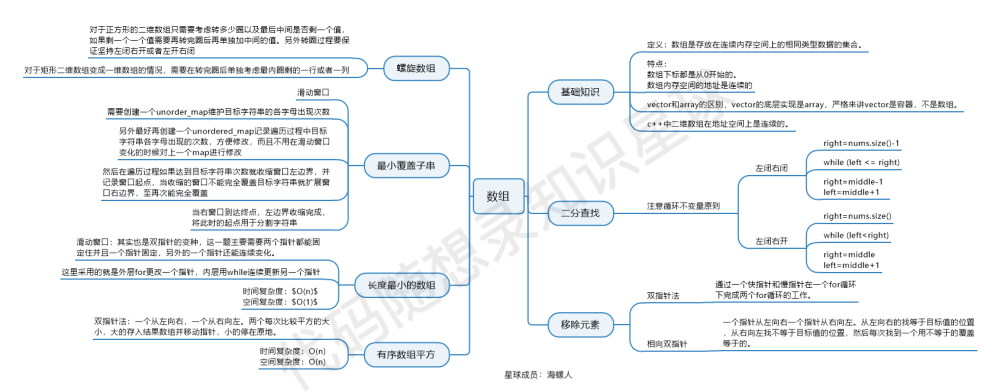 对于正方形的二维数组只需要考虑转多少圈以及最后中间是否剩一个值，
如果剩一个一个值需要再转完圈后再单独加中间的值。另外转圈过程要保
证坚持左闭右开或者左开右闭
对于矩形二维数组变成一维数组的情况，需要在转完圈后单独考虑最内圈剩的一行或者一列
螺旋数组
滑动窗口
需要创建一个unorder_map维护目标字符串的各字母出现次数
另外最好再创建一个unordered_map记录遍历过程中目标
字符串各字母出现的次数，方便修改，而且不用在滑动窗口
变化的时候对上一个map进行修改
然后在遍历过程如果达到目标字符串次数就收缩窗口左边界，并
记录窗口起点，当收缩的窗口不能完全覆盖目标字符串就扩展窗
口右边界，至再次能完全覆盖
当右窗口到达终点，左边界收缩完成，
将此时的起点用于分割字符串
最小覆盖子串
滑动窗口：其实也是双指针的变种，这一题主要需要两个指针都能固
定住并且一个指针固定，另外的一个指针还能连续变化。
这里采用的就是外层for更改一个指针，内层用while连续更新另一个指针
时间复杂度：$O(n)$
空间复杂度：$O(1)$
长度最小的数组
双指针法：一个从左向右，一个从右向左。两个每次比较平方的大
小，大的存入结果数组并移动指针，小的停在原地。
时间复杂度：O(n)
空间复杂度：O(n)
有序数组平方
数组
基础知识
定义：数组是存放在连续内存空间上的相同类型数据的集合。
特点：
数组下标都是从0开始的。
数组内存空间的地址是连续的
vector和array的区别，vector的底层实现是array，严格来讲vector是容器，不是数组。
c++中二维数组在地址空间上是连续的。
二分查找
注意循环不变量原则
左闭右闭
right=nums.size()-1
while (left <= right)
right=middle-1
left=middle+1
左闭右开
right=nums.size()
while (left<right)
right=middle
left=middle+1
移除元素
双指针法
通过一个快指针和慢指针在一个for循环
下完成两个for循环的工作。
相向双指针
一个指针从左向右一个指针从右向左。从左向右的找等于目标值的位置
，从右向左找不等于目标值的位置，然后每次找到一个用不等于的覆盖
等于的。
星球成员：海螺人
代码随想录知识星球